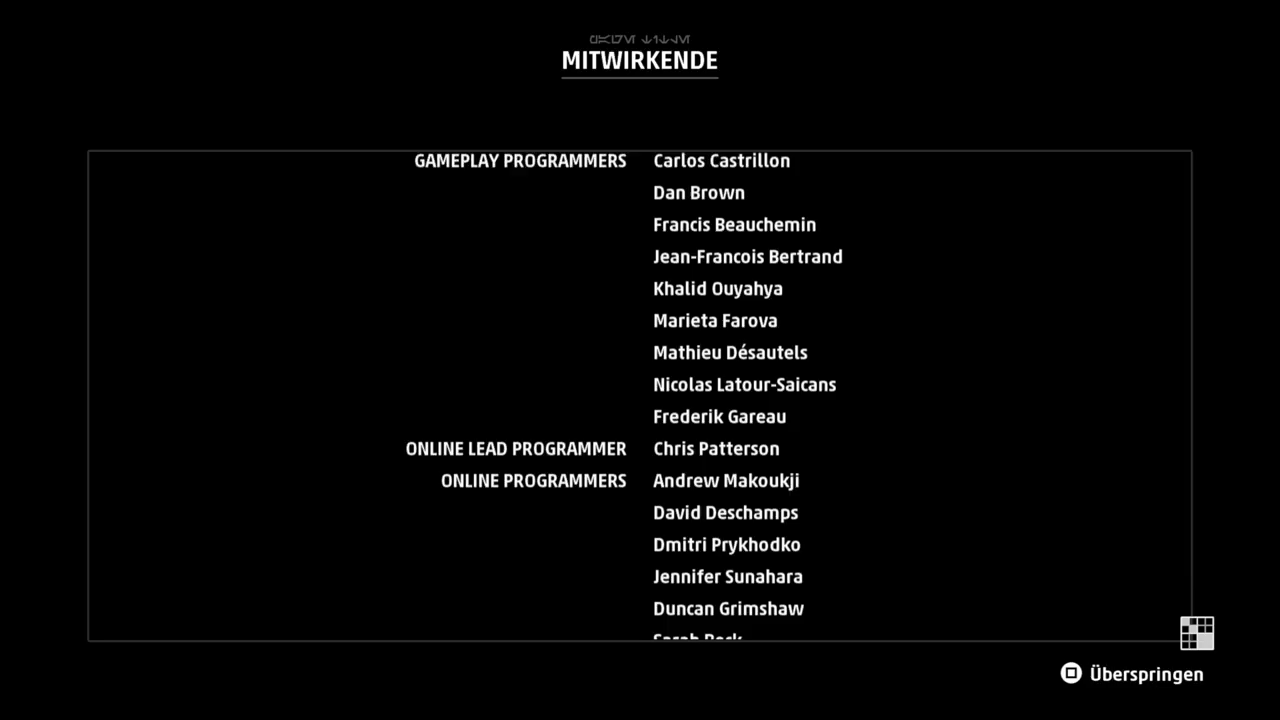 MITWIRKENDE
GAMEPLAY PROGRAMMERS Carlos Castrillon
Dan Brown
Francis Beauchemin
Jean-Francois Bertrand
Khalid Ouyahya
Marieta Farova
Mathieu Désautels
Nicolas Latour-Saicans
Frederik Gareau
ONLINE LEAD PROGRAMMER Chris Patterson
ONLINE PROGRAMMERS Andrew Makoukji
David Deschamps
Dmitri Prykhodko
Jennifer Sunahara
Duncan Grimshaw
Sarah
Überspringen